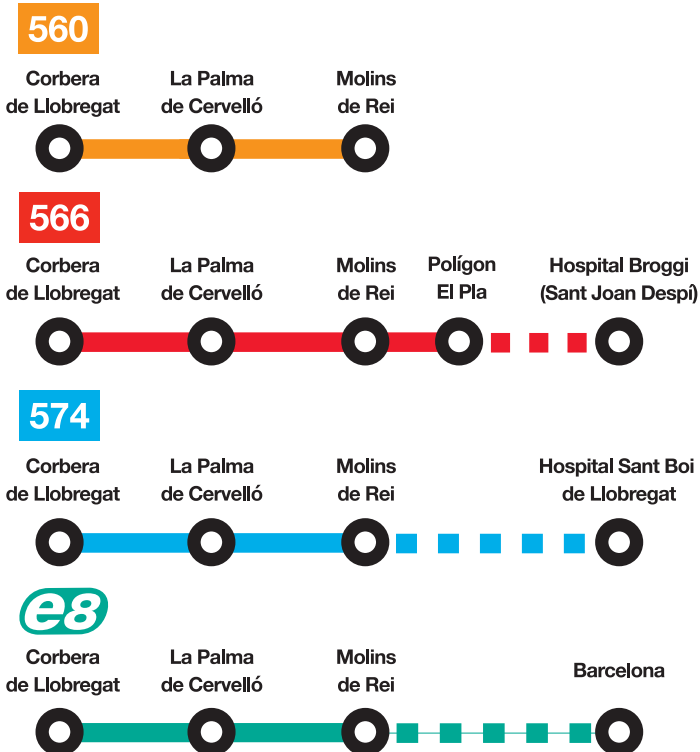 560
Corbera
de Llobregat
La Palma
de Cervelló
Molins
de Rei
566
Corbera
de Llobregat
La Palma
de Cervelló
Molins
de Rei
Polígon
El Pla
Hospital Broggi
(Sant Joan Despí)
574
Corbera
de Llobregat
La Palma
de Cervelló
Molins
de Rei
Hospital Sant Boi
de Llobregat
e8
Corbera
de Llobregat
La Palma
de Cervelló
Molins
de Rei
Barcelona